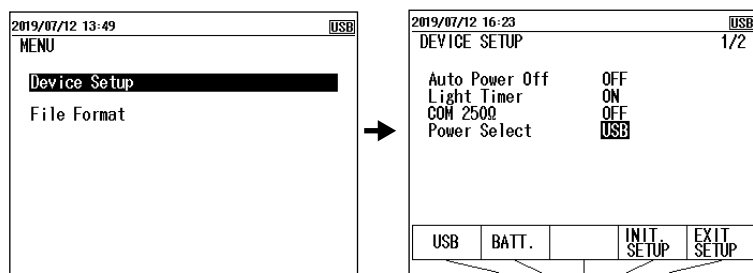 2019/07/12 13:49 USB
MENU
Device Setup
File Format
2019/07/12 16:23 USB
DEVICE SETUP 1/2
Auto Power Off OFF
Light Timer ON
COM 250Ω OFF
Power Select USB
USB BATT. INIT. SETUP EXIT SETUP